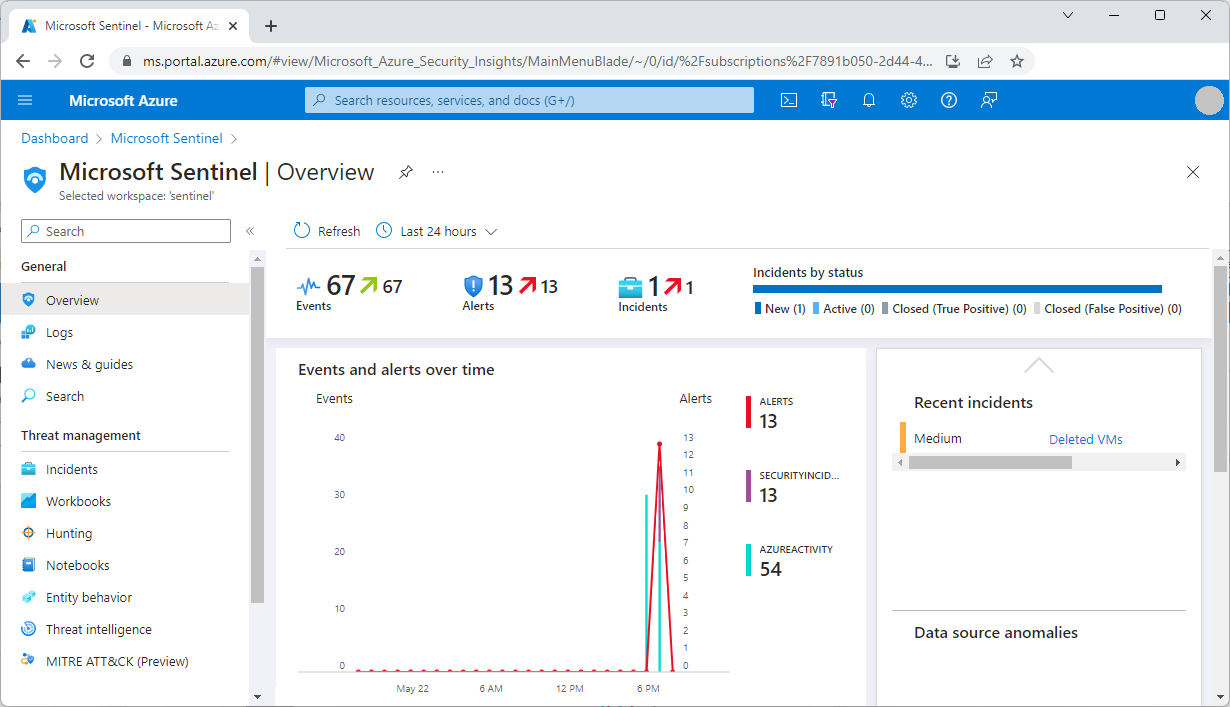 Microsoft Sentinel - Microsoft Az
ms.portal.azure.com/#view/Microsoft_Azure_Security_Insights/MainMenuBlade/~/0/id/%2Fsubscriptions%2F7891b050-2d44-4...
Microsoft Azure
Search resources, services, and docs (G+/)
Dashboard > Microsoft Sentinel >
Microsoft Sentinel | Overview
...
Selected workspace: 'sentinel'
Search
«
General
Overview
Logs
News & guides
Search
Threat management
Incidents
Workbooks
Hunting
Notebooks
Entity behavior
Threat intelligence
MITRE ATT&CK (Preview)
Refresh
Last 24 hours
67 67
Events
13 13
Alerts
1 1
Incidents
Incidents by status
New (1) Active (0) Closed (True Positive) (0) Closed (False Positive) (0)
Events and alerts over time
Events
Alerts
40
30
20
10
0
13
12
11
10
9
8
7
6
5
4
3
2
1
0
May 22 6 AM 12 PM 6 PM
ALERTS
13
SECURITYINCID...
13
AZUREACTIVITY
54
Recent incidents
Medium Deleted VMs
Data source anomalies